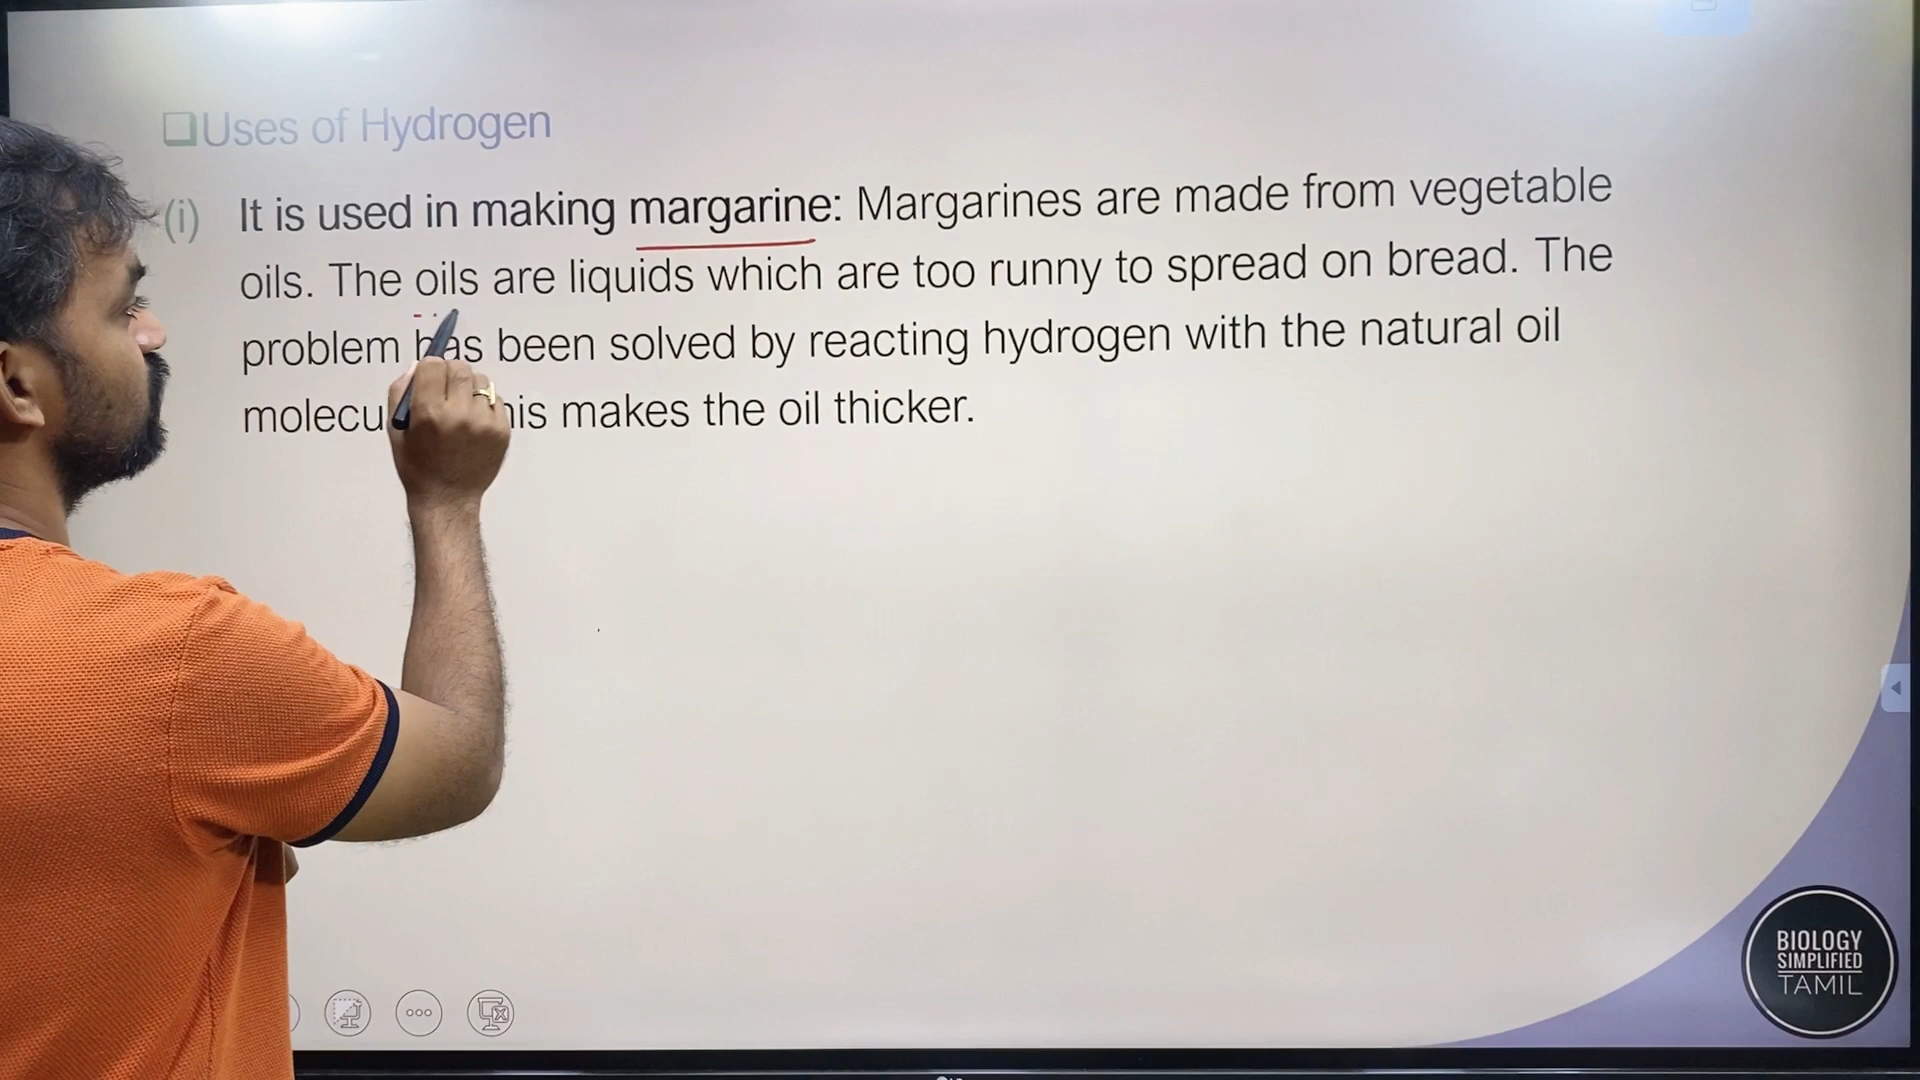 ❑Uses of Hydrogen
(i) It is used in making margarine: Margarines are made from vegetable
oils. The oils are liquids which are too runny to spread on bread. The
problem has been solved by reacting hydrogen with the natural oil
makes the oil thicker.
BIOLOGY
SIMPLIFIED
TAMIL